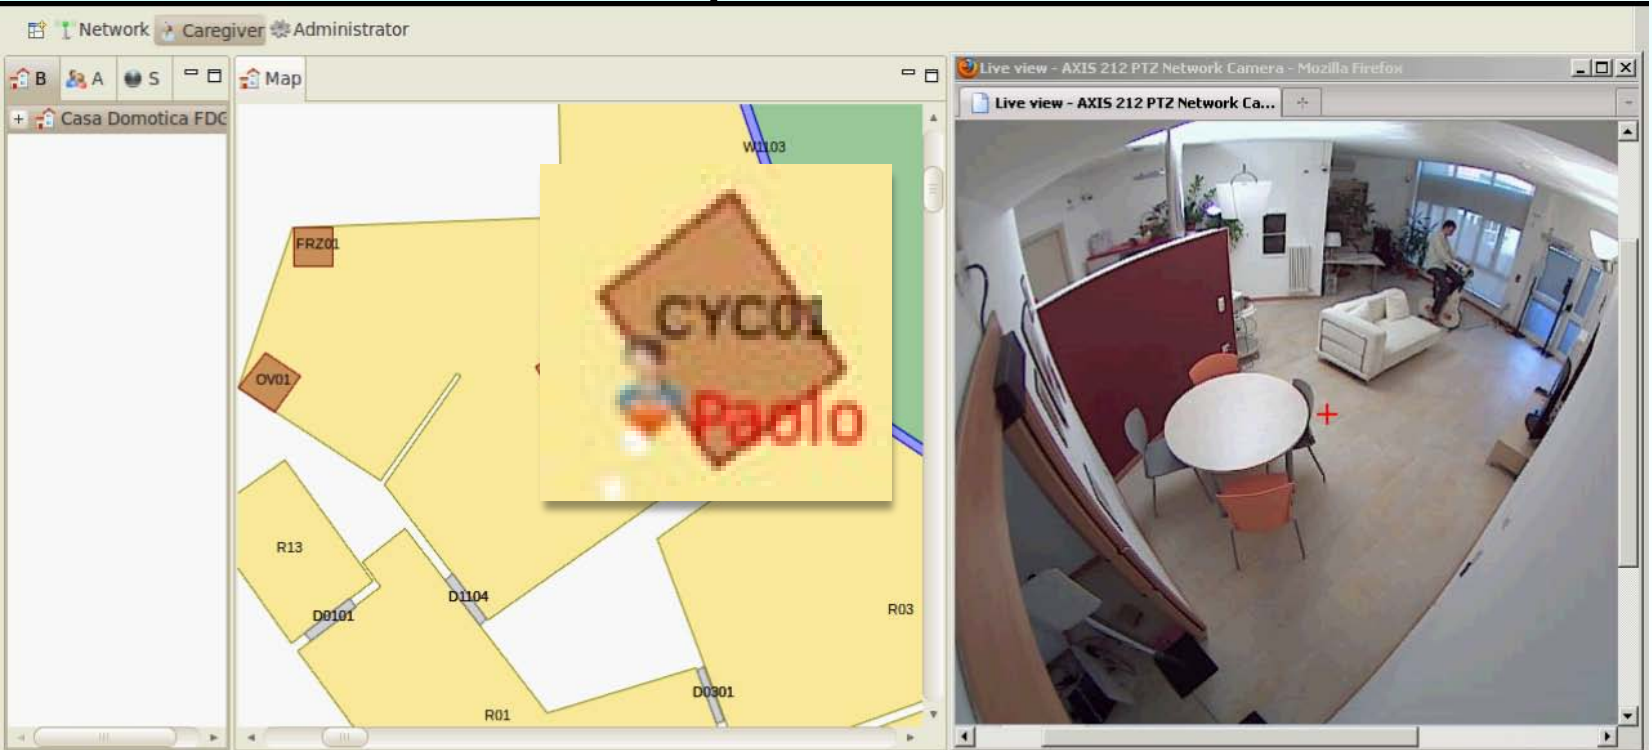 Network Caregiver Administrator
B A S
Map
Casa Domotica FDG
W1103
FRZ01
CYC01
OV01
Paolo
R13
D1104
D0101
R03
D0301
R01
Live view - AXIS 212 PTZ Network Camera - Mozilla Firefox
Live view - AXIS 212 PTZ Network Ca...